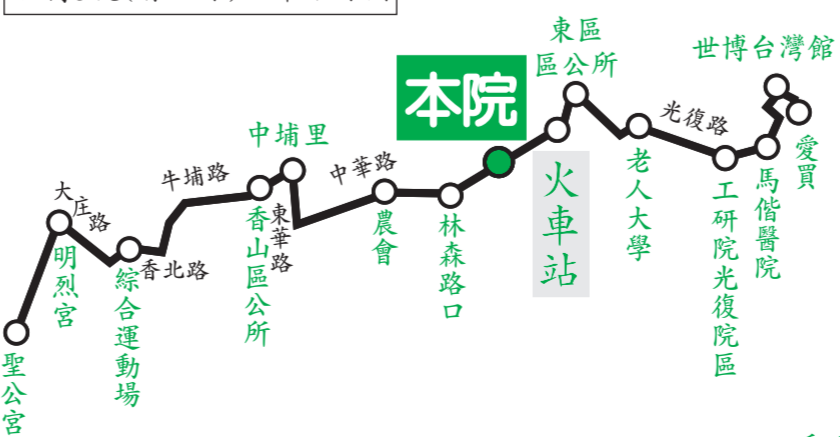 聖公宮
大庄路
明烈宮
綜合運動場
香北路
牛埔路
香山區公所
中埔里
東華路
中華路
農會
林森路口
本院
火車站
東區
區公所
老人大學
光復路
工研院光復院區
馬偕醫院
世博台灣館
愛買